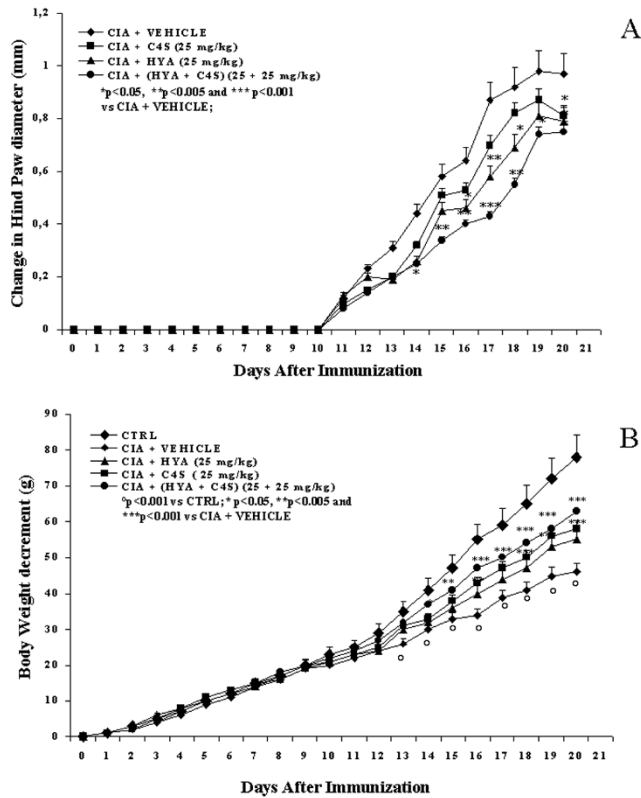 A
CIA + VEHICLE
CIA + C4S (25 mg/kg)
CIA + HYA (25 mg/kg)
CIA + (HYA + C4S) (25 + 25 mg/kg)
*p<0.05, **p<0.005 and ***p<0.001
vs CIA + VEHICLE;
Change in Hind Paw diameter (mm)
1,2
1
0,8
0,6
0,4
0,2
0
* * * ** ** * ** *** ** ** *
0 1 2 3 4 5 6 7 8 9 10 11 12 13 14 15 16 17 18 19 20 21
Days After Immunization
B
CTRL
CIA + VEHICLE
CIA + HYA (25 mg/kg)
CIA + C4S ( 25 mg/kg)
CIA + (HYA + C4S) (25 + 25 mg/kg)
°p<0.001 vs CTRL; * p<0.05, **p<0.005 and
***p<0.001 vs CIA + VEHICLE
Body Weight decrement (g)
90
80
70
60
50
40
30
20
10
0
*** *** *** *** *** *** ** *** ***
° ° ° ° ° ° ° °
0 1 2 3 4 5 6 7 8 9 10 11 12 13 14 15 16 17 18 19 20 21
Days After Immunization